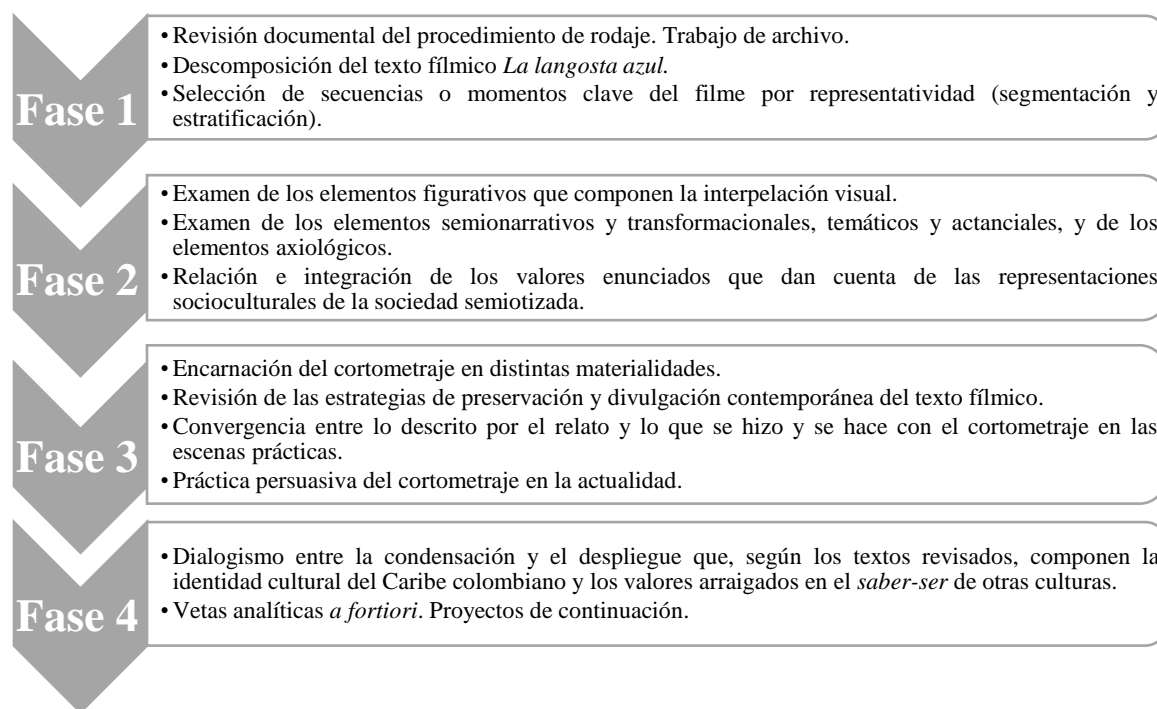 Fase 1
• Revisión documental del procedimiento de rodaje. Trabajo de archivo.
• Descomposición del texto fílmico La langosta azul.
• Selección de secuencias o momentos clave del filme por representatividad (segmentación y
estratificación).
Fase 2
• Examen de los elementos figurativos que componen la interpelación visual.
• Examen de los elementos semionarrativos y transformacionales, temáticos y actanciales, y de los
elementos axiológicos.
• Relación e integración de los valores enunciados que dan cuenta de las representaciones
socioculturales de la sociedad semiotizada.
Fase 3
• Encarnación del cortometraje en distintas materialidades.
• Revisión de las estrategias de preservación y divulgación contemporánea del texto fílmico.
• Convergencia entre lo descrito por el relato y lo que se hizo y se hace con el cortometraje en las
escenas prácticas.
• Práctica persuasiva del cortometraje en la actualidad.
Fase 4
• Dialogismo entre la condensación y el despliegue que, según los textos revisados, componen la
identidad cultural del Caribe colombiano y los valores arraigados en el saber-ser de otras culturas.
• Vetas analíticas a fortiori. Proyectos de continuación.